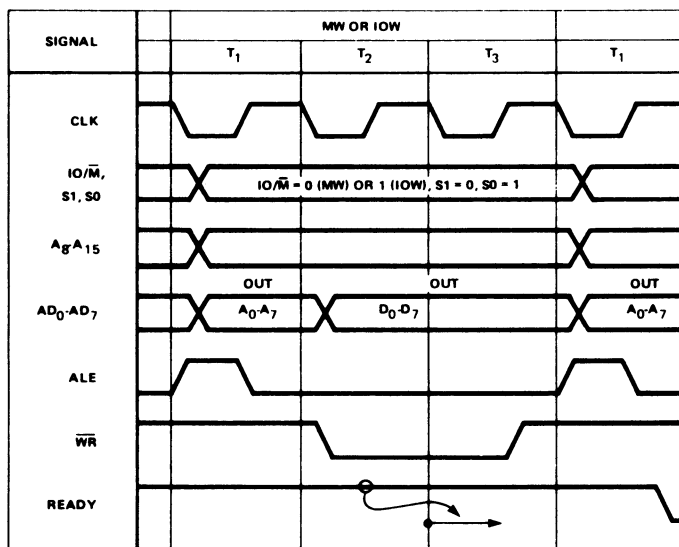 SIGNAL
MW OR IOW
T1 T2 T3 T1
CLK
IO/M̅,
S1, S0
IO/M̅ = 0 (MW) OR 1 (IOW), S1 = 0, S0 = 1
A8-A15
OUT OUT OUT
AD0-AD7
A0-A7 D0-D7 A0-A7
ALE
W̅R̅
READY